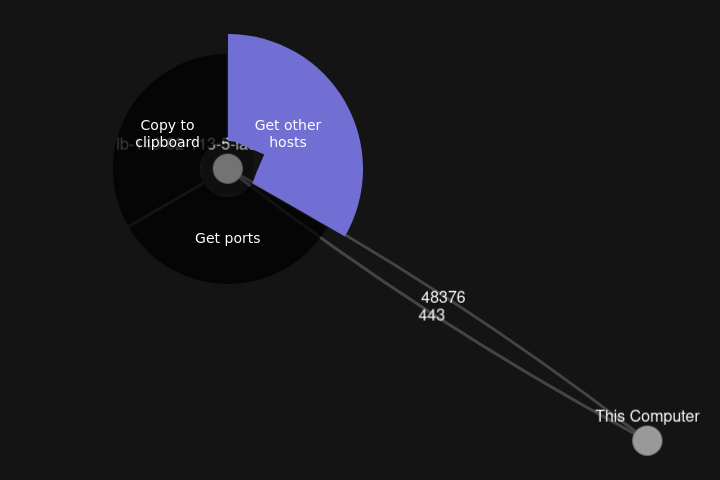 Copy to
clipboard
Get other
hosts
Get ports
48376
443
This Computer